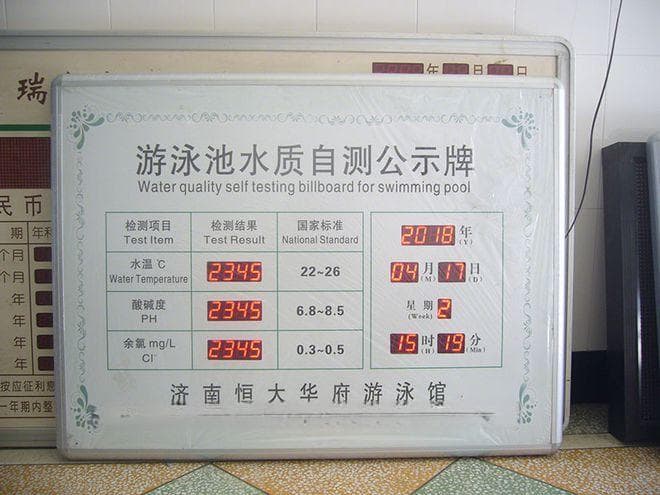 瑞
年 月 日
游泳池水质自测公示牌
Water quality self testing billboard for swimming pool
检测项目 检测结果 国家标准
Test Item Test Result National Standard
水温 ℃
Water Temperature 2345 22~26
酸碱度
PH 2345 6.8~8.5
余氯 mg/L
Cl⁻ 2345 0.3~0.5
2018 年 (Y)
04 月 (M) 17 日 (D)
星期 (Week) 2
15 时 (H) 19 分 (Min)
济南恒大华府游泳馆
民币
期 年利
个月
个月
年
年
年
按应征利息
一年期内整